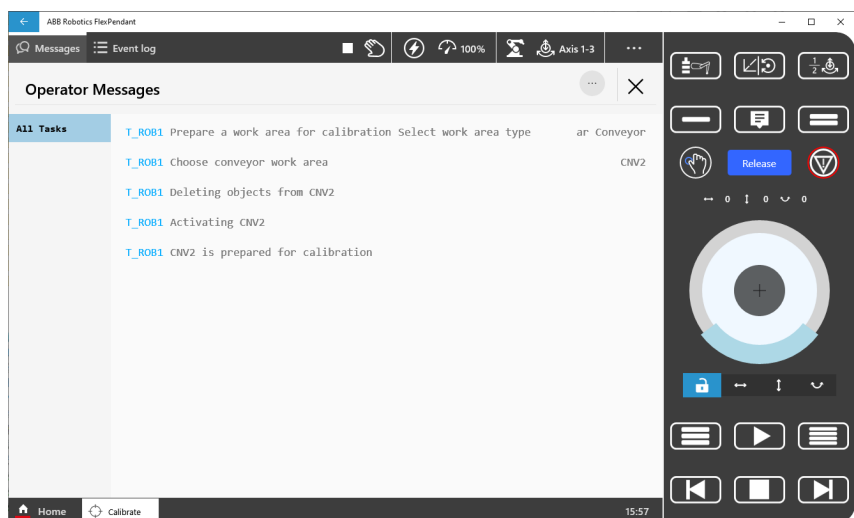 ABB Robotics FlexPendant
Messages Event log 100% Axis 1-3 ...
Operator Messages ...
All Tasks
T_ROB1 Prepare a work area for calibration Select work area type ar Conveyor
T_ROB1 Choose conveyor work area CNV2
T_ROB1 Deleting objects from CNV2
T_ROB1 Activating CNV2
T_ROB1 CNV2 is prepared for calibration
Home Calibrate 15:57
1/2
Release
0 0 0